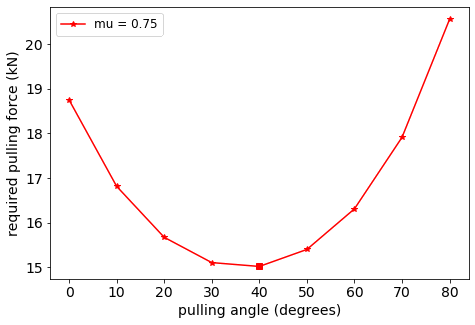 mu = 0.75
required pulling force (kN)
20
19
18
17
16
15
0 10 20 30 40 50 60 70 80
pulling angle (degrees)